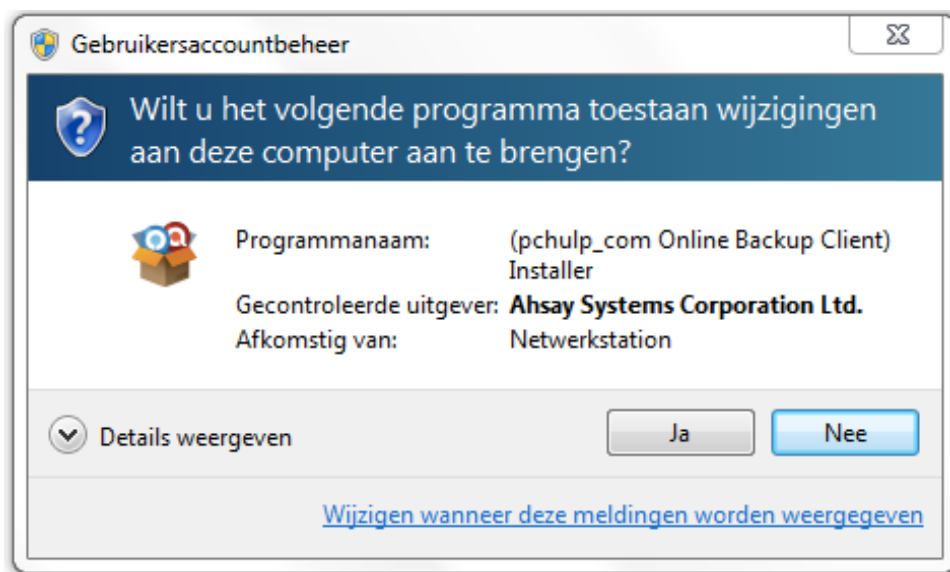 Gebruikersaccountbeheer
Wilt u het volgende programma toestaan wijzigingen
aan deze computer aan te brengen?
Programmanaam: (pchulp_com Online Backup Client)
Installer
Gecontroleerde uitgever: Ahsay Systems Corporation Ltd.
Afkomstig van: Netwerkstation
Details weergeven Ja Nee
Wijzigen wanneer deze meldingen worden weergegeven